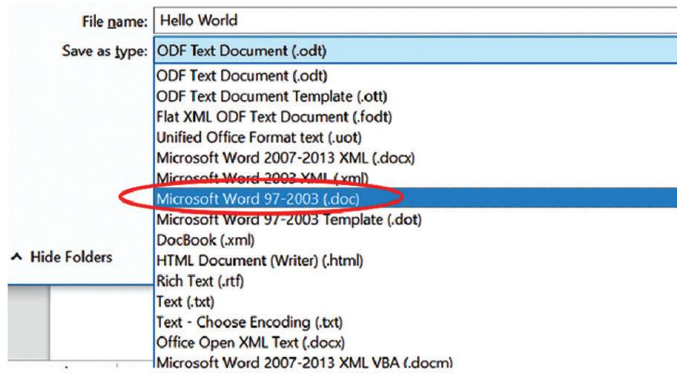 File name: Hello World
Save as type: ODF Text Document (.odt)
ODF Text Document (.odt)
ODF Text Document Template (.ott)
Flat XML ODF Text Document (.fodt)
Unified Office Format text (.uot)
Microsoft Word 2007-2013 XML (.docx)
Microsoft Word 2003 XML (.xml)
Microsoft Word 97-2003 (.doc)
Microsoft Word 97-2003 Template (.dot)
DocBook (.xml)
Hide Folders
HTML Document (Writer) (.html)
Rich Text (.rtf)
Text (.txt)
Text - Choose Encoding (.txt)
Office Open XML Text (.docx)
Microsoft Word 2007-2013 XML VBA (.docm)